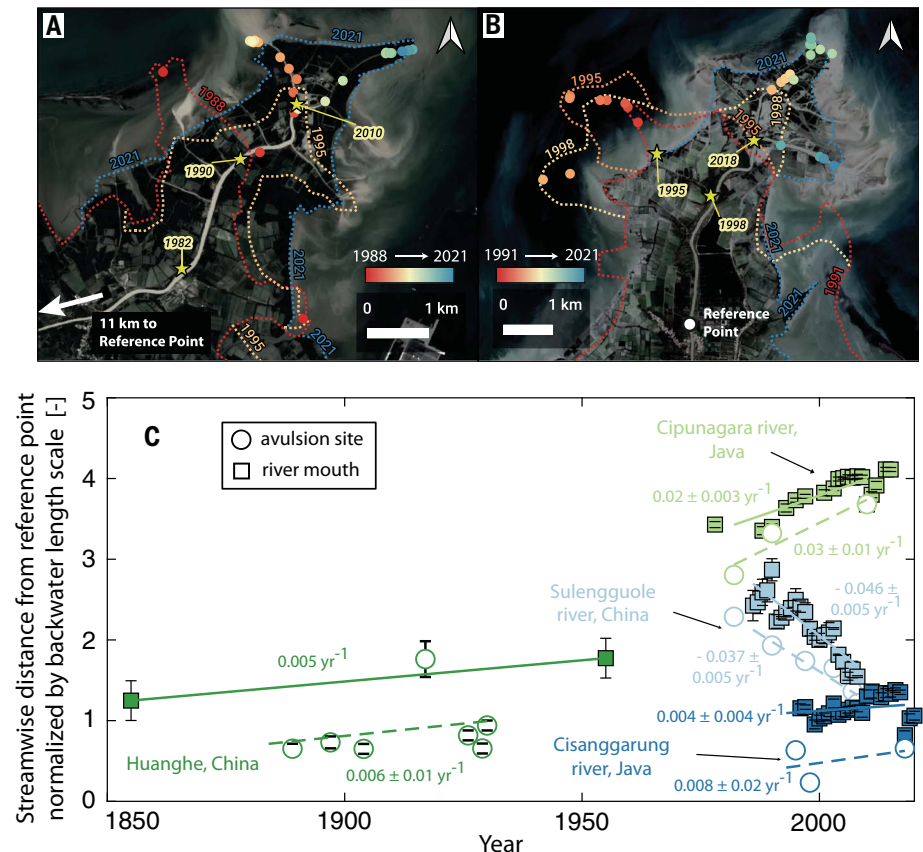 A
2021
1988
2021
1990
2010
1995
1982
11 km to
Reference Point
1995
2021
2021
1988 → 2021
0 1 km
B
2021
1995
1998
1995
1998
1995
2018
1998
2021
1991
2021
1991 → 2021
0 1 km
Reference
Point
C
Streamwise distance from reference point
normalized by backwater length scale [-]
5
4
3
2
1
0
avulsion site
river mouth
Cipunagara river,
Java
0.02 ± 0.003 yr⁻¹
0.03 ± 0.01 yr⁻¹
Sulengguole
river, China
- 0.046 ±
0.005 yr⁻¹
- 0.037 ±
0.005 yr⁻¹
0.005 yr⁻¹
Huanghe, China
0.006 ± 0.01 yr⁻¹
0.004 ± 0.004 yr⁻¹
Cisanggarung
river, Java
0.008 ± 0.02 yr⁻¹
1850
1900
1950
2000
Year